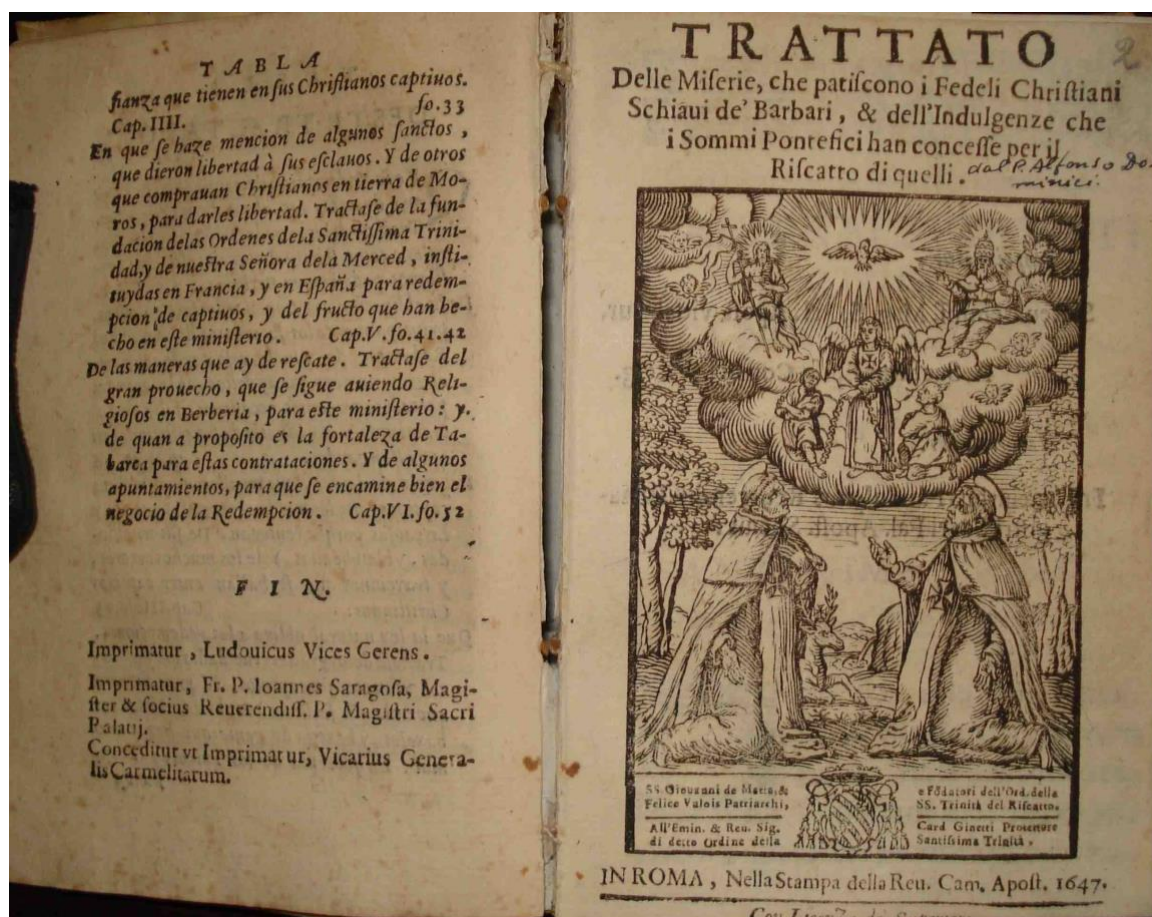 TABLA
fianza que tienen en sus Christianos captiuos.
Cap. IIII. fo.33
En que se haze mencion de algunos sanctos,
que dieron libertad à sus esclauos. Y de otros
que comprauan Christianos en tierra de Mo-
ros, para darles libertad. Tractase de la fun-
dacion delas Ordenes dela Sanctissima Trini-
dad, y de nuestra Señora dela Merced, insti-
tuydas en Francia, y en España para redem-
pcion de captiuos, y del fructo que han he-
cho en este ministerio. Cap.V. fo.41.42
De las maneras que ay de rescate. Tractase del
gran prouecho, que se sigue auiendo Reli-
giosos en Berberia, para este ministerio: y
de quan a proposito es la fortaleza de Ta-
barca para estas contrataciones. Y de algunos
apuntamientos, para que se encamine bien el
negocio de la Redempcion. Cap.VI. fo.52
FIN.
Imprimatur, Ludouicus Vices Gerens.
Imprimatur, Fr. P. Ioannes Saragosa, Magi-
ster & socius Reuerendiss. P. Magistri Sacri
Palatij.
Conceditur vt Imprimatur, Vicarius Genera-
lis Carmelitarum.
2
TRATTATO
Delle Miserie, che patiscono i Fedeli Christiani
Schiaui de' Barbari, & dell'Indulgenze che
i Sommi Pontefici han concesse per il
Riscatto di quelli. dal P. Alfonso Do-
minici.
SS. Giouanni de Matta, & e Fōdatori dell'Ord. della
Felice Valois Patriarchi, SS. Trinità del Riscatto.
All'Emin. & Reu. Sig. Card Ginetti Protettore
di detto Ordine della Santissima Trinità.
IN ROMA, Nella Stampa della Reu. Cam. Apost. 1647.